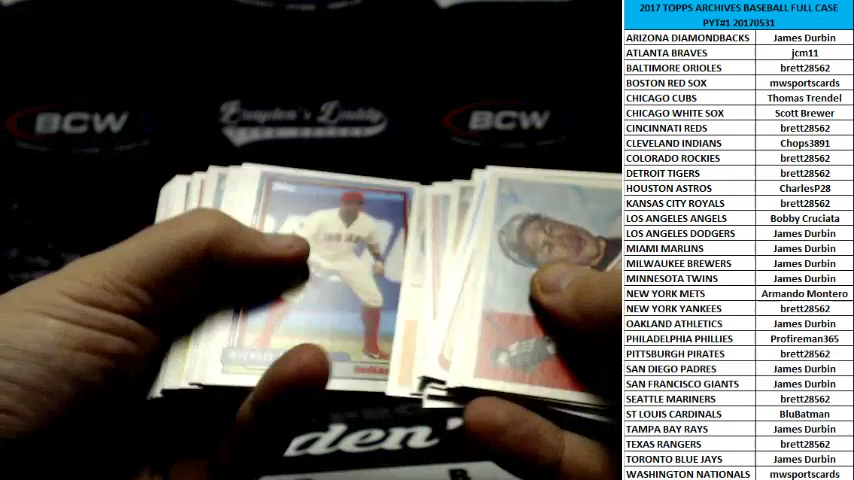 2017 TOPPS ARCHIVES BASEBALL FULL CASE
PYT#1 20170531
ARIZONA DIAMONDBACKS James Durbin
ATLANTA BRAVES jcm11
BALTIMORE ORIOLES brett28562
BOSTON RED SOX mwsportscards
CHICAGO CUBS Thomas Trendel
CHICAGO WHITE SOX Scott Brewer
CINCINNATI REDS brett28562
CLEVELAND INDIANS Chops3891
COLORADO ROCKIES brett28562
DETROIT TIGERS brett28562
HOUSTON ASTROS CharlesP28
KANSAS CITY ROYALS brett28562
LOS ANGELES ANGELS Bobby Cruciata
LOS ANGELES DODGERS James Durbin
MIAMI MARLINS James Durbin
MILWAUKEE BREWERS James Durbin
MINNESOTA TWINS James Durbin
NEW YORK METS Armando Montero
NEW YORK YANKEES brett28562
OAKLAND ATHLETICS James Durbin
PHILADELPHIA PHILLIES Profireman365
PITTSBURGH PIRATES brett28562
SAN DIEGO PADRES James Durbin
SAN FRANCISCO GIANTS James Durbin
SEATTLE MARINERS brett28562
ST LOUIS CARDINALS BluBatman
TAMPA BAY RAYS James Durbin
TEXAS RANGERS brett28562
TORONTO BLUE JAYS James Durbin
WASHINGTON NATIONALS mwsportscards
BCW
Brayden's Daddy
BCW
Topps
den'